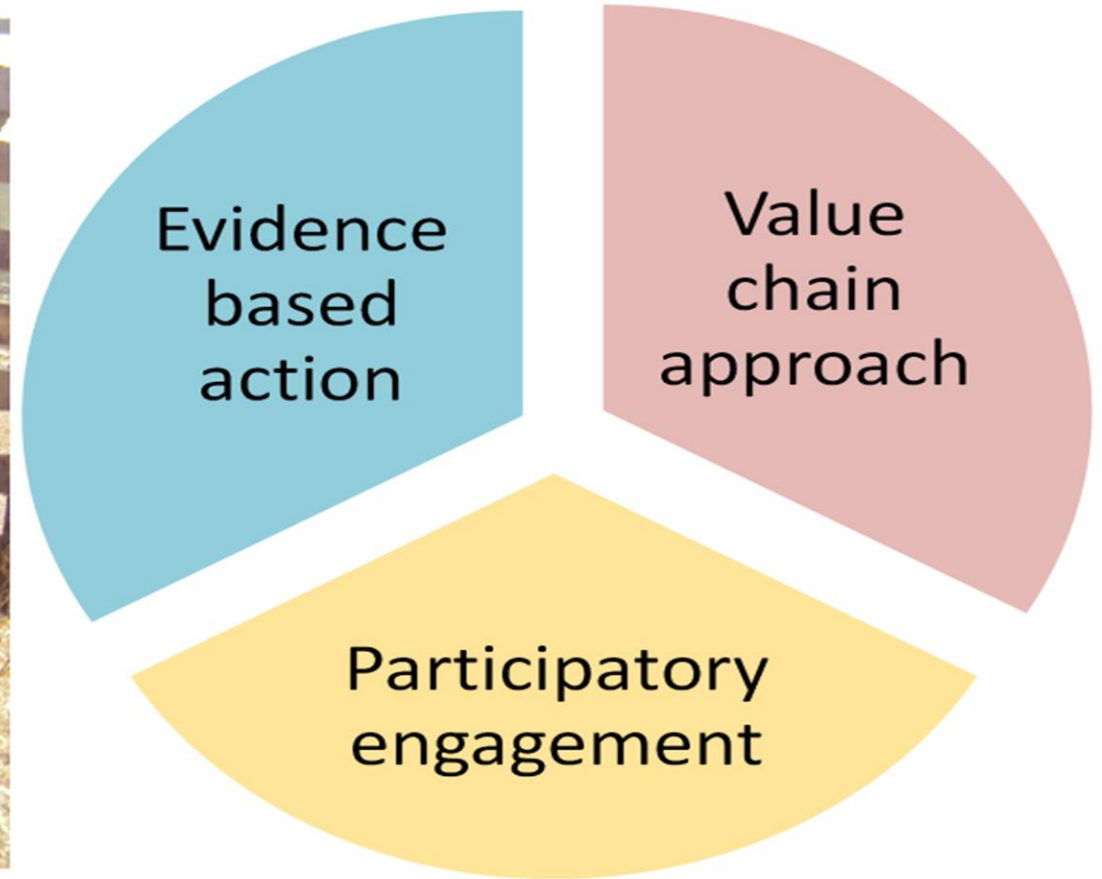 Evidence
based
action
Value
chain
approach
Participatory
engagement